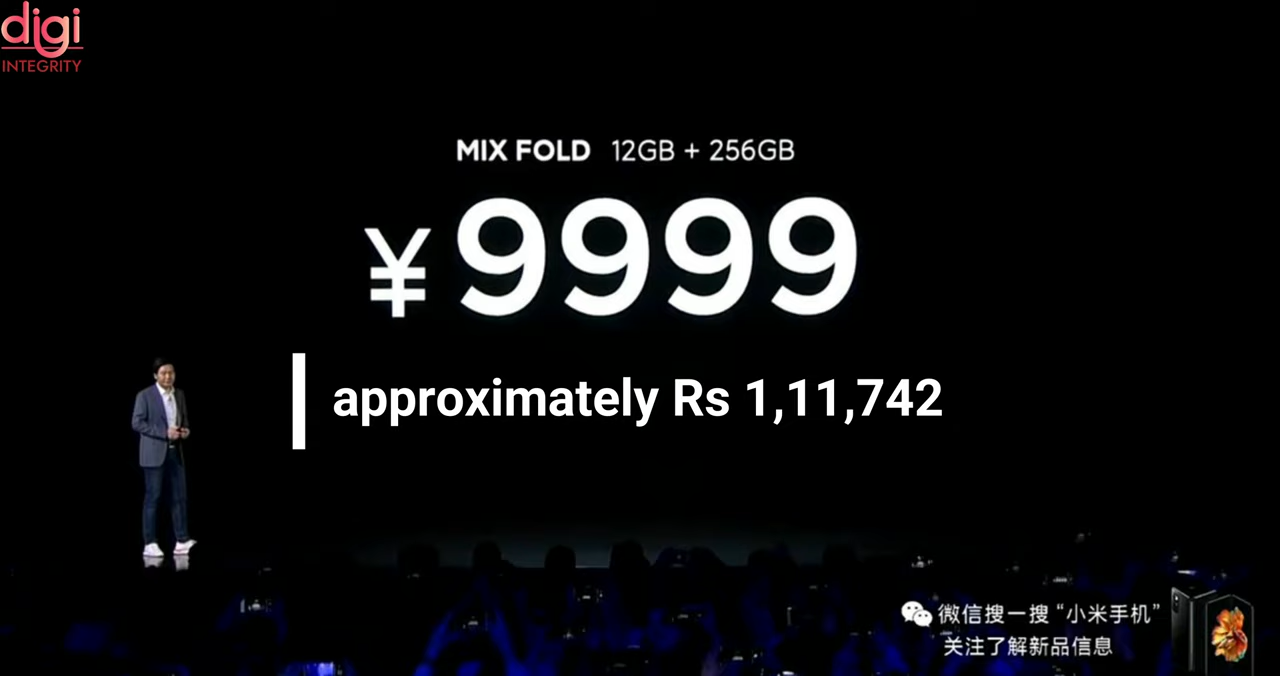 digi
INTEGRITY
MIX FOLD 12GB + 256GB
¥9999
approximately Rs 1,11,742
微信搜一搜 “小米手机”
关注了解新品信息